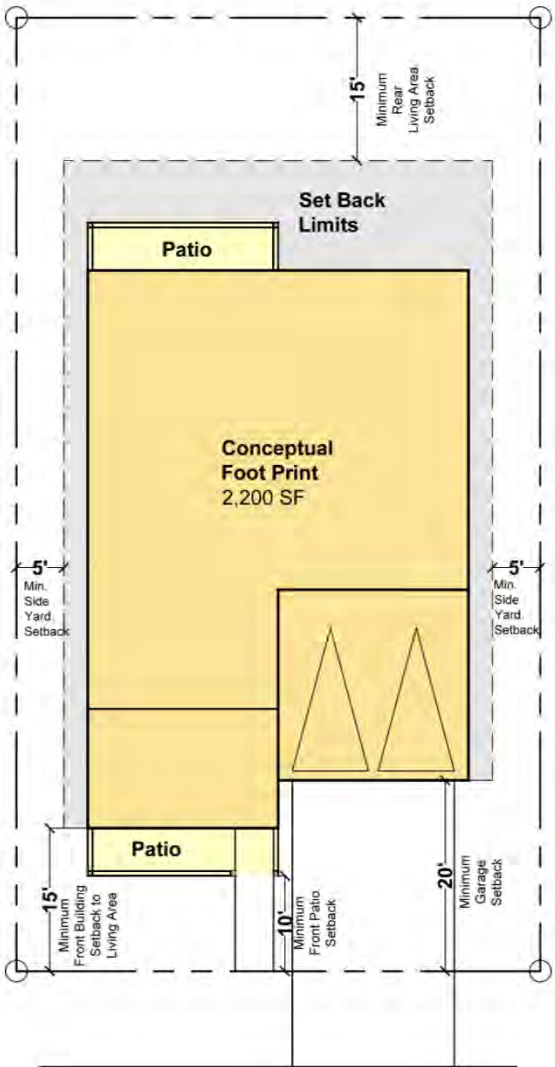 15'
Minimum
Rear
Living Area
Setback
Set Back
Limits
Patio
Conceptual
Foot Print
2,200 SF
5'
Min.
Side
Yard
Setback
5'
Min.
Side
Yard
Setback
Patio
15'
Minimum
Front Building
Setback to
Living Area
10'
Minimum
Front Patio
Setback
20'
Minimum
Garage
Setback